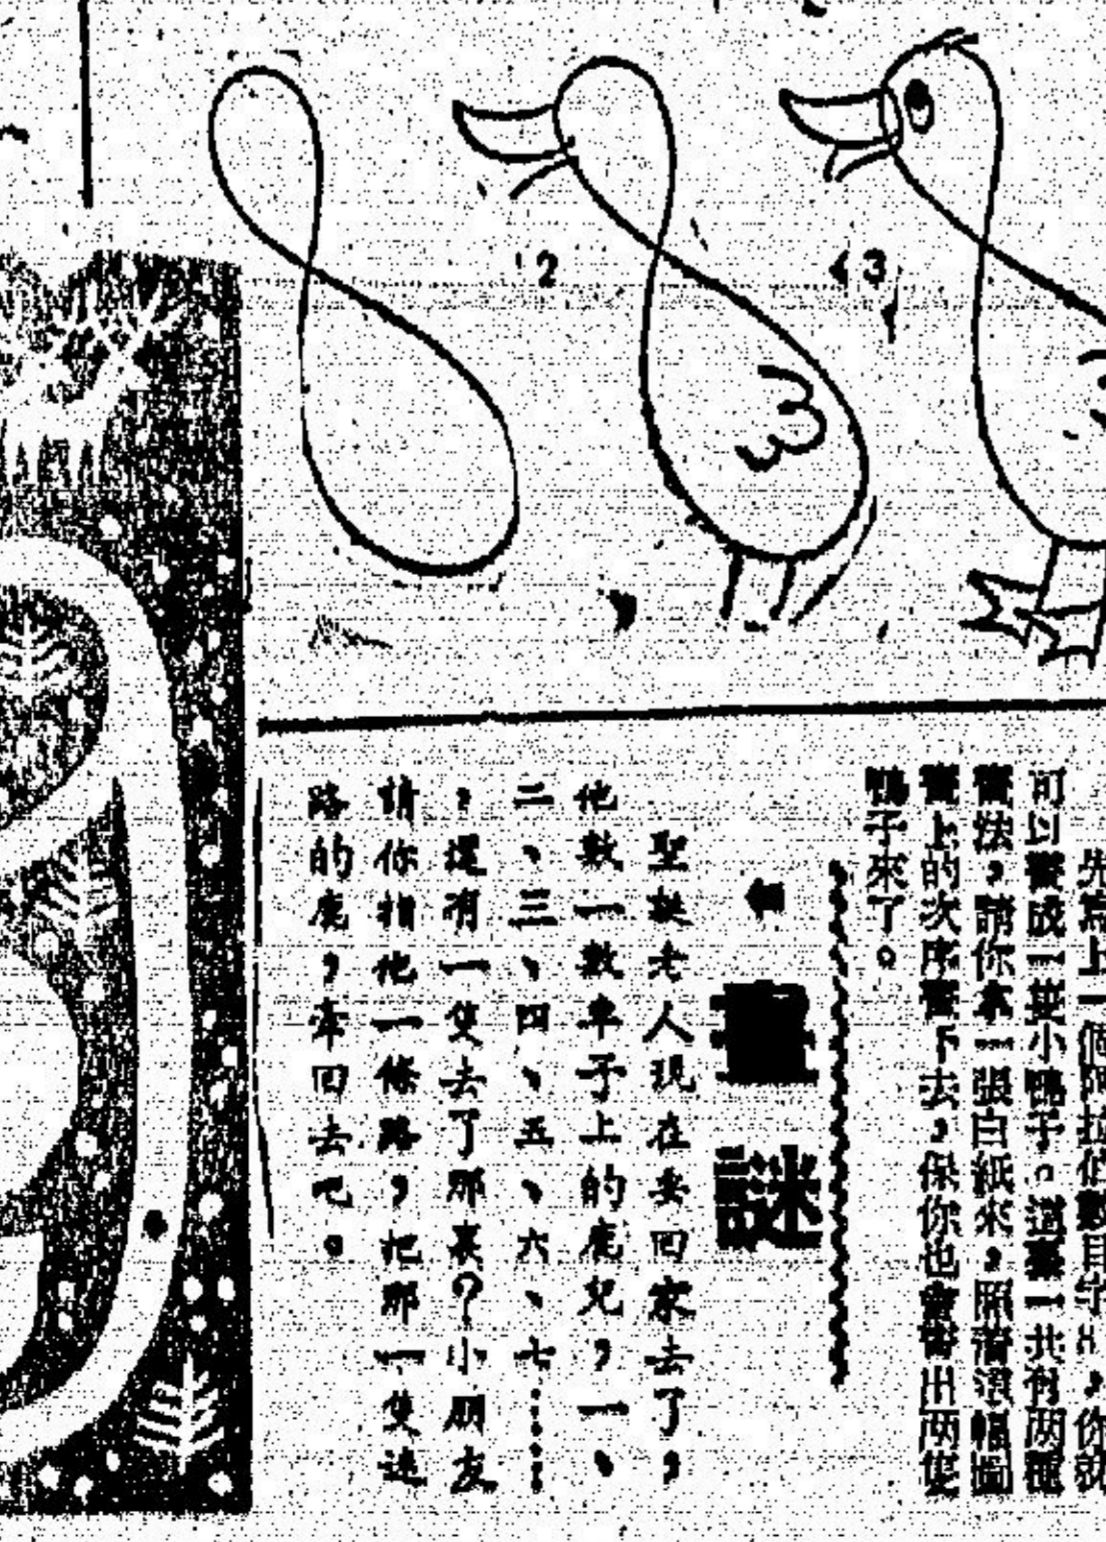 先寫上一個阿拉伯數目字8,你就
可以畫成一隻小鴨子。這裏一共有两種
畫法,請你拿一張白紙來,照着這幅圖
畫上的次序畫下去,保你也會畫出两隻
鴨子來了。
畫謎
聖誕老人現在要回家去了,
他數一數車子上的鹿兒,一、
二、三、四、五、六、七……
,還有一隻去了那裏?小朋友
請你指他一條路,把那一隻迷
路的鹿,牽回去吧。
2
3